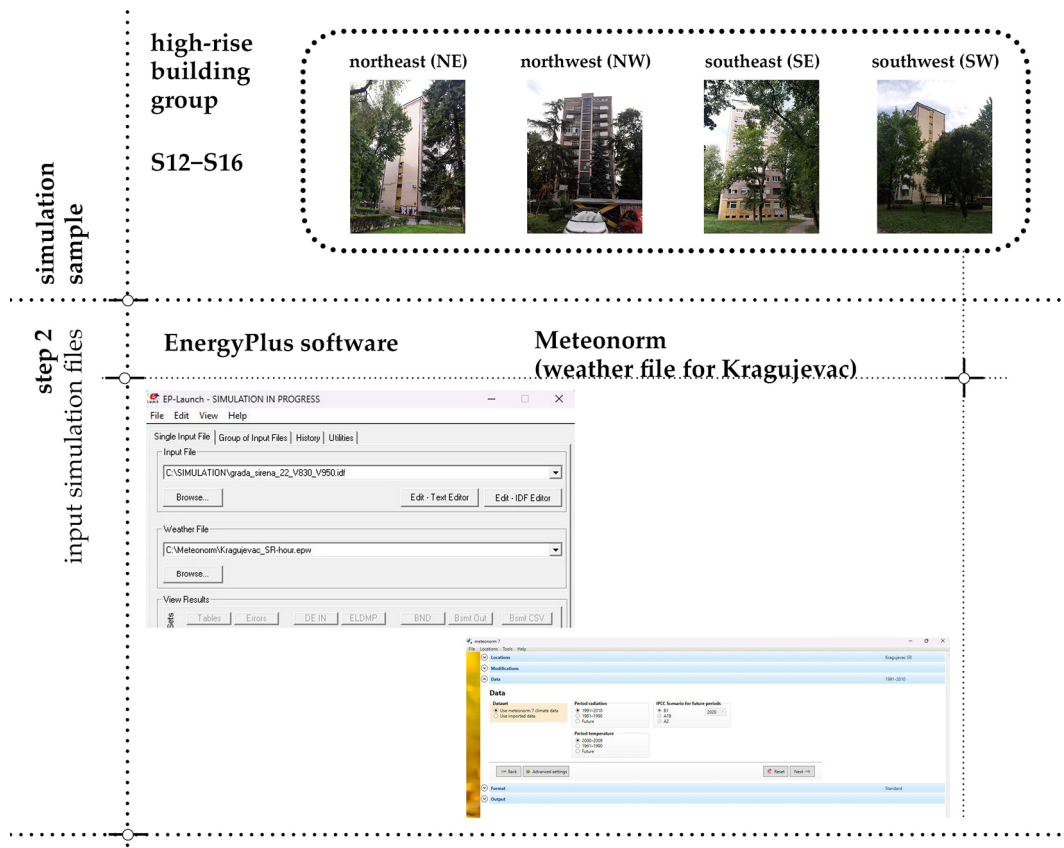 high-rise
building
group
S12–S16
northeast (NE)
northwest (NW)
southeast (SE)
southwest (SW)
simulation
sample
step 2
input simulation files
EnergyPlus software
Meteonorm
(weather file for Kragujevac)
EP-Launch - SIMULATION IN PROGRESS
File Edit View Help
Single Input File Group of Input Files History Utilities
Input File
C:\SIMULATION\grada_sirena_22_V830_V950.idf
Browse... Edit - Text Editor Edit - IDF Editor
Weather File
C:\Meteonorm\Kragujevac_SR-hour.epw
Browse...
View Results
Sets Tables Errors DE IN ELDMP BND Bsmt Out Bsmt CSV
meteonorm 7
File Locations Tools Help
Locations Kragujevac SR
Modifications
Data 1991-2010
Data
Dataset
Use meteonorm 7 climate data
Use imported data
Period radiation
1991-2010
1981-1990
Future
IPCC Scenario for future periods
B1 2020
A1B
A2
Period temperature
2000-2009
1961-1990
Future
Back Advanced settings Reset Next
Format Standard
Output